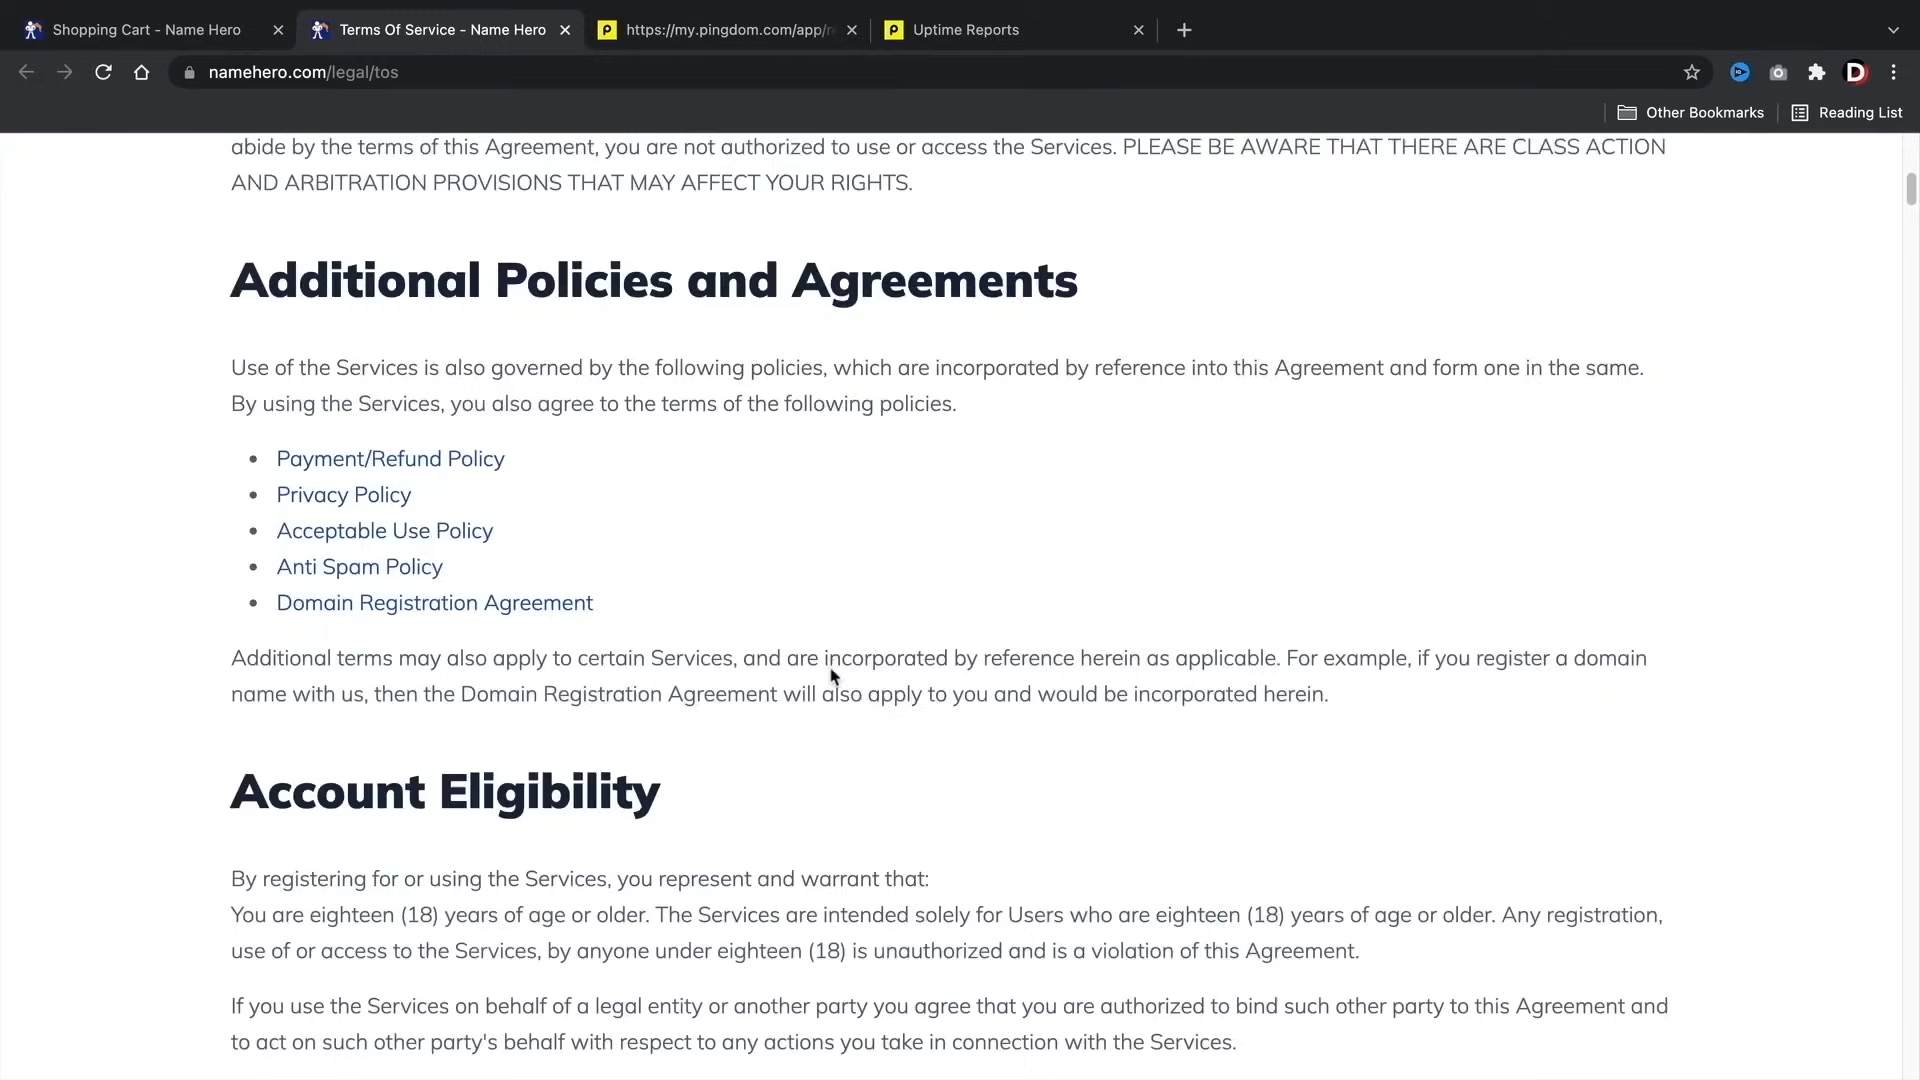 Shopping Cart - Name Hero
Terms Of Service - Name Hero
https://my.pingdom.com/app/
Uptime Reports
namehero.com/legal/tos
Other Bookmarks
Reading List
abide by the terms of this Agreement, you are not authorized to use or access the Services. PLEASE BE AWARE THAT THERE ARE CLASS ACTION
AND ARBITRATION PROVISIONS THAT MAY AFFECT YOUR RIGHTS.
Additional Policies and Agreements
Use of the Services is also governed by the following policies, which are incorporated by reference into this Agreement and form one in the same.
By using the Services, you also agree to the terms of the following policies.
Payment/Refund Policy
Privacy Policy
Acceptable Use Policy
Anti Spam Policy
Domain Registration Agreement
Additional terms may also apply to certain Services, and are incorporated by reference herein as applicable. For example, if you register a domain
name with us, then the Domain Registration Agreement will also apply to you and would be incorporated herein.
Account Eligibility
By registering for or using the Services, you represent and warrant that:
You are eighteen (18) years of age or older. The Services are intended solely for Users who are eighteen (18) years of age or older. Any registration,
use of or access to the Services, by anyone under eighteen (18) is unauthorized and is a violation of this Agreement.
If you use the Services on behalf of a legal entity or another party you agree that you are authorized to bind such other party to this Agreement and
to act on such other party's behalf with respect to any actions you take in connection with the Services.